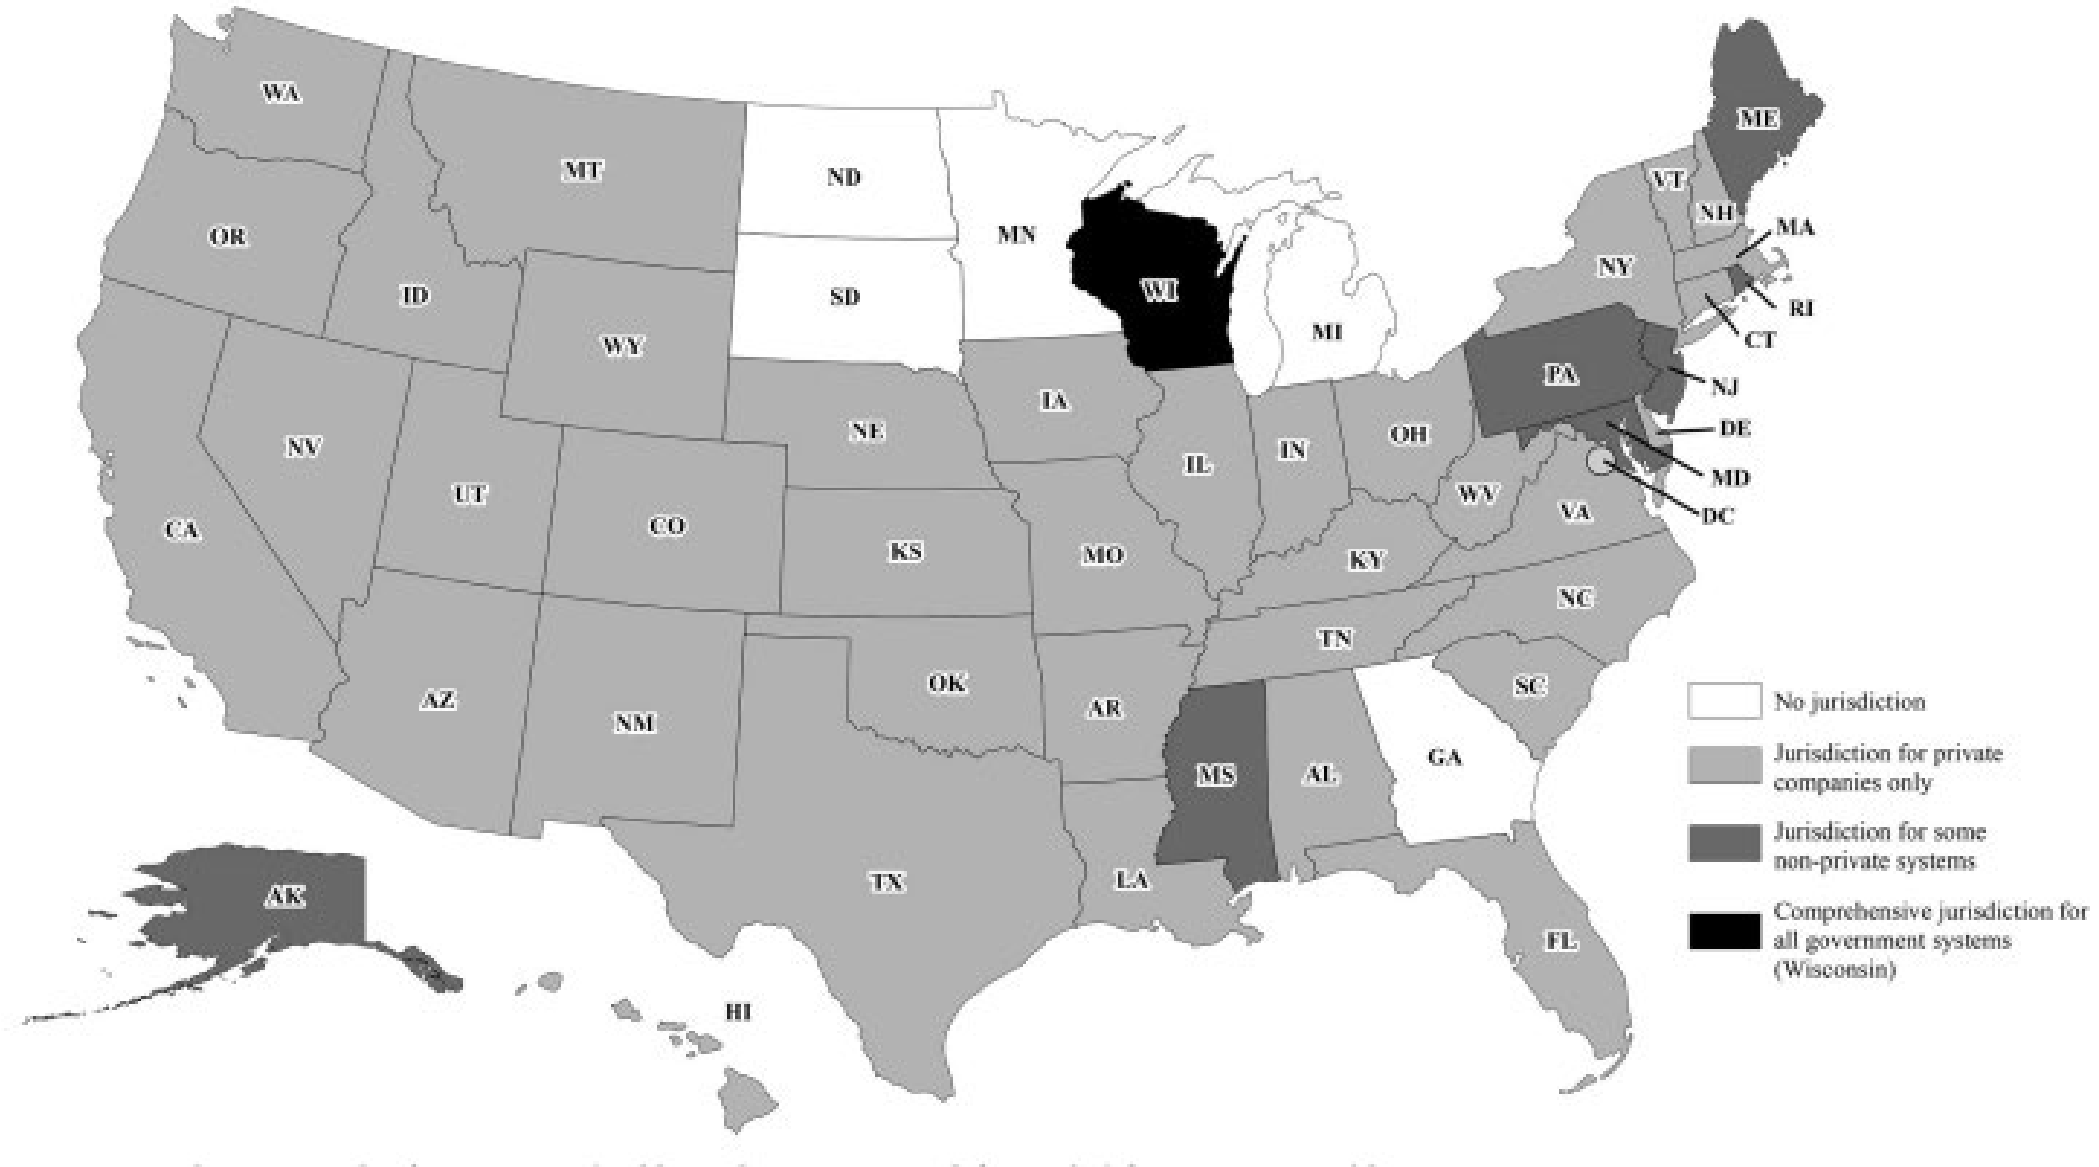 WA
MT
ND
MN
ME
VT
NH
MA
OR
ID
SD
WI
NY
RI
WY
MI
CT
PA
NJ
IA
NE
DE
NV
OH
IN
IL
MD
UT
WV
DC
CA
CO
VA
KS
MO
KY
NC
TN
OK
SC
AZ
AR
NM
MS
AL
GA
TX
LA
AK
FL
HI
No jurisdiction
Jurisdiction for private
companies only
Jurisdiction for some
non-private systems
Comprehensive jurisdiction for
all government systems
(Wisconsin)